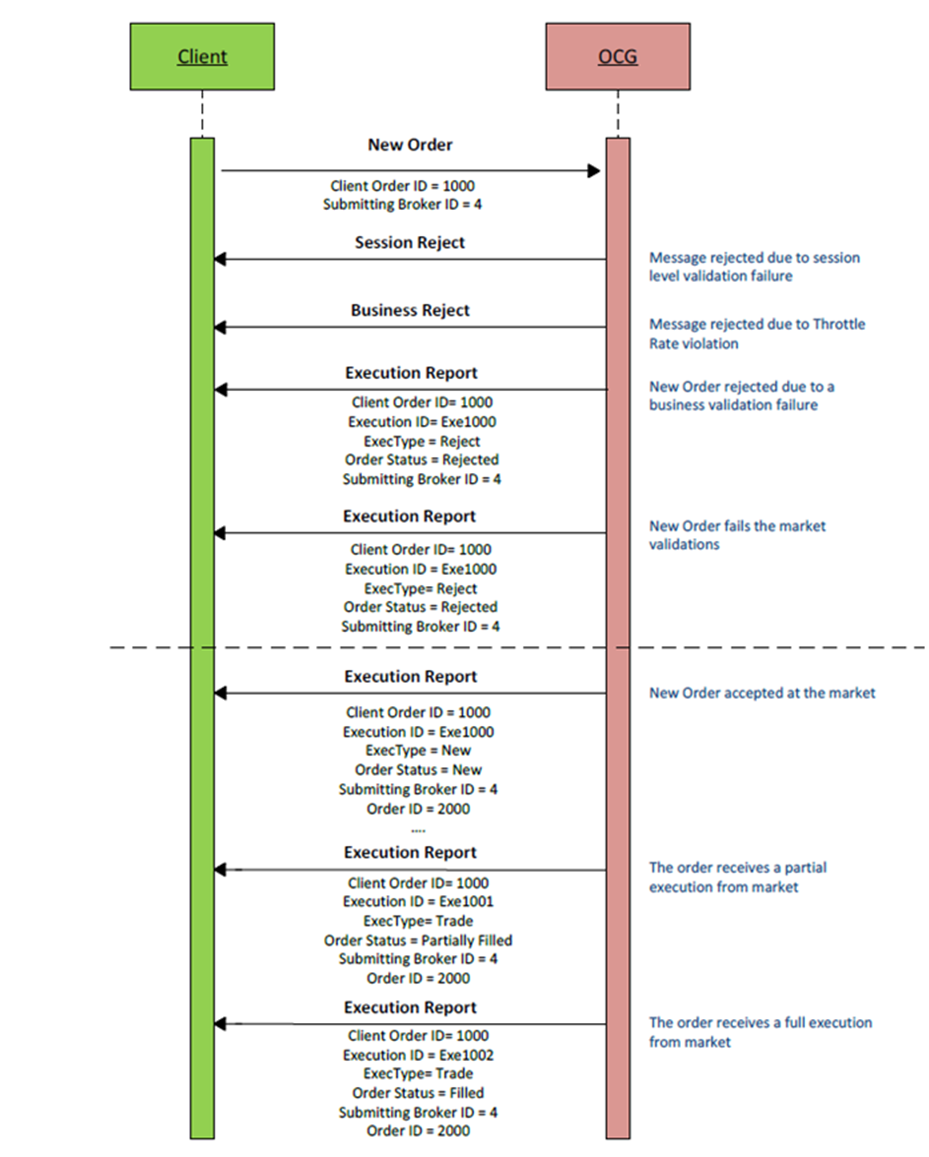 Client
OCG
New Order
Client Order ID = 1000
Submitting Broker ID = 4
Session Reject
Message rejected due to session
level validation failure
Business Reject
Message rejected due to Throttle
Rate violation
Execution Report
New Order rejected due to a
business validation failure
Client Order ID= 1000
Execution ID= Exe1000
ExecType = Reject
Order Status = Rejected
Submitting Broker ID = 4
Execution Report
New Order fails the market
validations
Client Order ID= 1000
Execution ID = Exe1000
ExecType= Reject
Order Status = Rejected
Submitting Broker ID = 4
Execution Report
New Order accepted at the market
Client Order ID = 1000
Execution ID = Exe1000
ExecType = New
Order Status = New
Submitting Broker ID = 4
Order ID = 2000
....
Execution Report
The order receives a partial
execution from market
Client Order ID= 1000
Execution ID = Exe1001
ExecType= Trade
Order Status = Partially Filled
Submitting Broker ID = 4
Order ID = 2000
Execution Report
The order receives a full execution
from market
Client Order ID= 1000
Execution ID = Exe1002
ExecType= Trade
Order Status = Filled
Submitting Broker ID = 4
Order ID = 2000